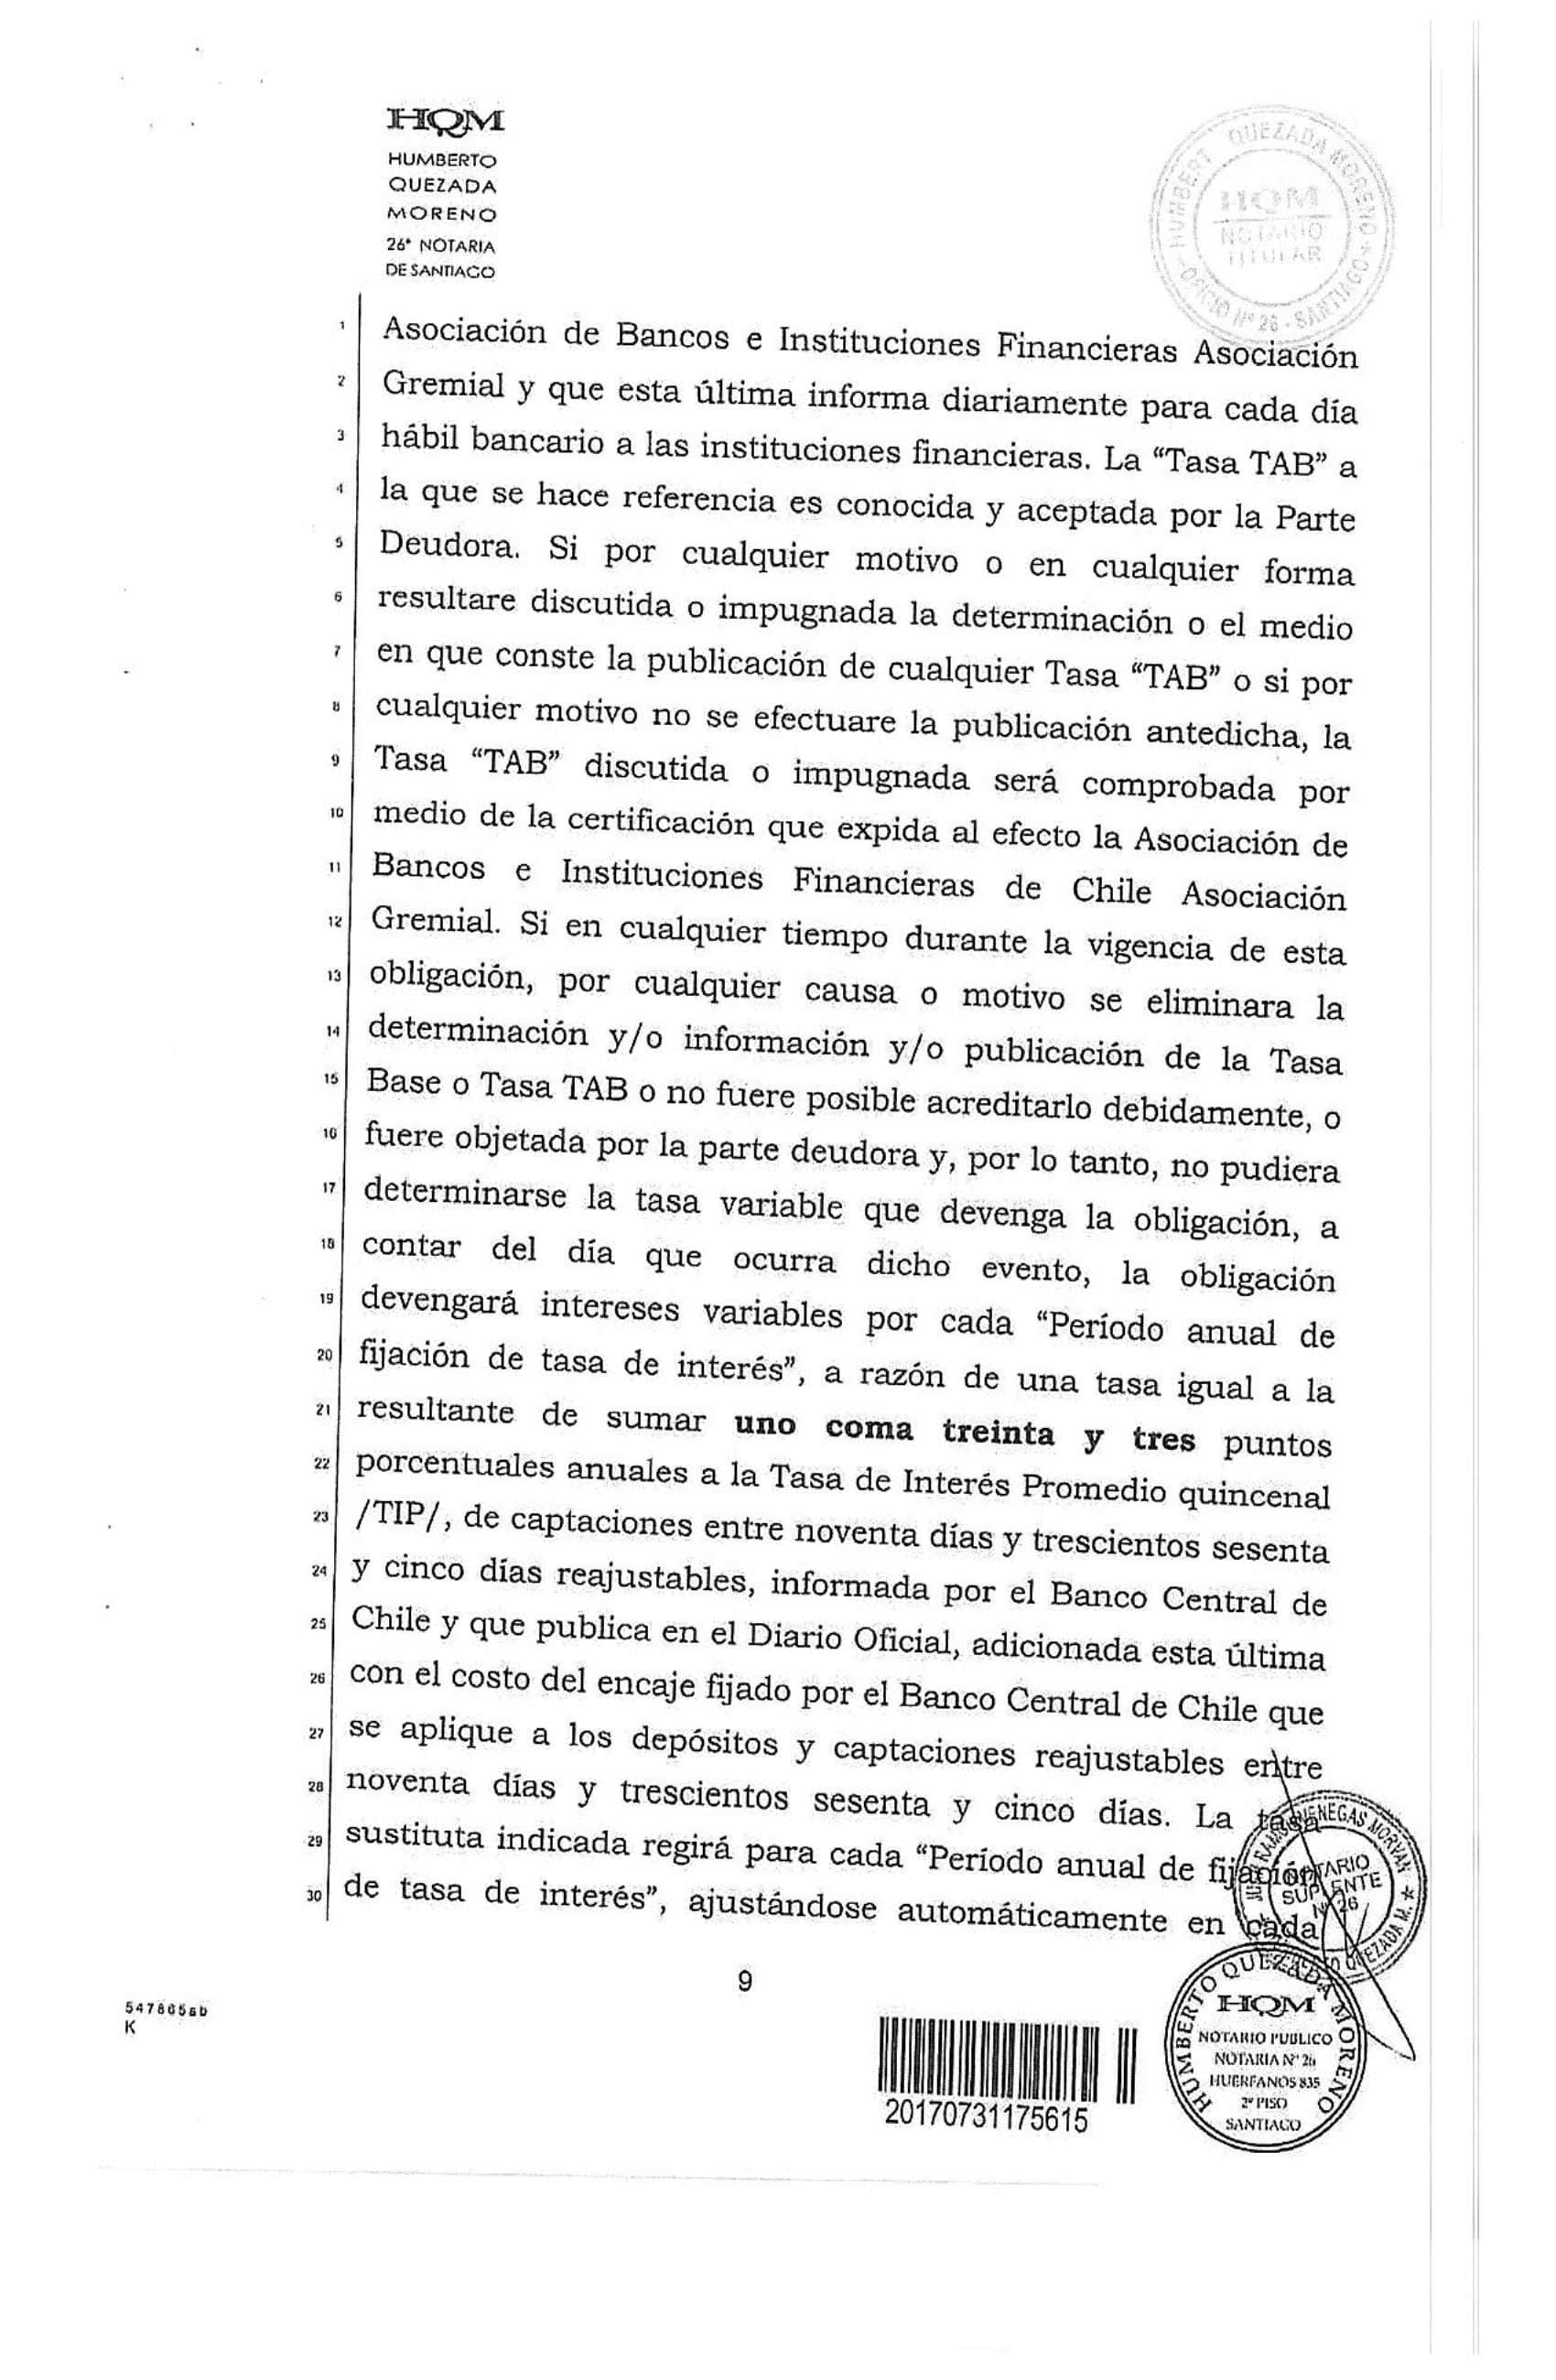 HQM
HUMBERTO
QUEZADA
MORENO
26ª NOTARIA
DE SANTIAGO
HUMBERT QUEZADA MORENO
HQM
NOTARIO
TITULAR
OFICIO Nº 26 - SANTIAGO
1 Asociación de Bancos e Instituciones Financieras Asociación
2 Gremial y que esta última informa diariamente para cada día
3 hábil bancario a las instituciones financieras. La “Tasa TAB” a
4 la que se hace referencia es conocida y aceptada por la Parte
5 Deudora. Si por cualquier motivo o en cualquier forma
6 resultare discutida o impugnada la determinación o el medio
7 en que conste la publicación de cualquier Tasa “TAB” o si por
8 cualquier motivo no se efectuare la publicación antedicha, la
9 Tasa “TAB” discutida o impugnada será comprobada por
10 medio de la certificación que expida al efecto la Asociación de
11 Bancos e Instituciones Financieras de Chile Asociación
12 Gremial. Si en cualquier tiempo durante la vigencia de esta
13 obligación, por cualquier causa o motivo se eliminara la
14 determinación y/o información y/o publicación de la Tasa
15 Base o Tasa TAB o no fuere posible acreditarlo debidamente, o
16 fuere objetada por la parte deudora y, por lo tanto, no pudiera
17 determinarse la tasa variable que devenga la obligación, a
18 contar del día que ocurra dicho evento, la obligación
19 devengará intereses variables por cada “Período anual de
20 fijación de tasa de interés”, a razón de una tasa igual a la
21 resultante de sumar uno coma treinta y tres puntos
22 porcentuales anuales a la Tasa de Interés Promedio quincenal
23 /TIP/, de captaciones entre noventa días y trescientos sesenta
24 y cinco días reajustables, informada por el Banco Central de
25 Chile y que publica en el Diario Oficial, adicionada esta última
26 con el costo del encaje fijado por el Banco Central de Chile que
27 se aplique a los depósitos y captaciones reajustables entre
28 noventa días y trescientos sesenta y cinco días. La tasa
29 sustituta indicada regirá para cada “Período anual de fijación
30 de tasa de interés”, ajustándose automáticamente en cada
MORVAN
SUPLENTE
QUEZADA M.
9
547865ab
K
20170731175615
HUMBERTO QUEZADA MORENO
HQM
NOTARIO PUBLICO
NOTARIA Nº 26
HUERFANOS 835
2º PISO
SANTIAGO